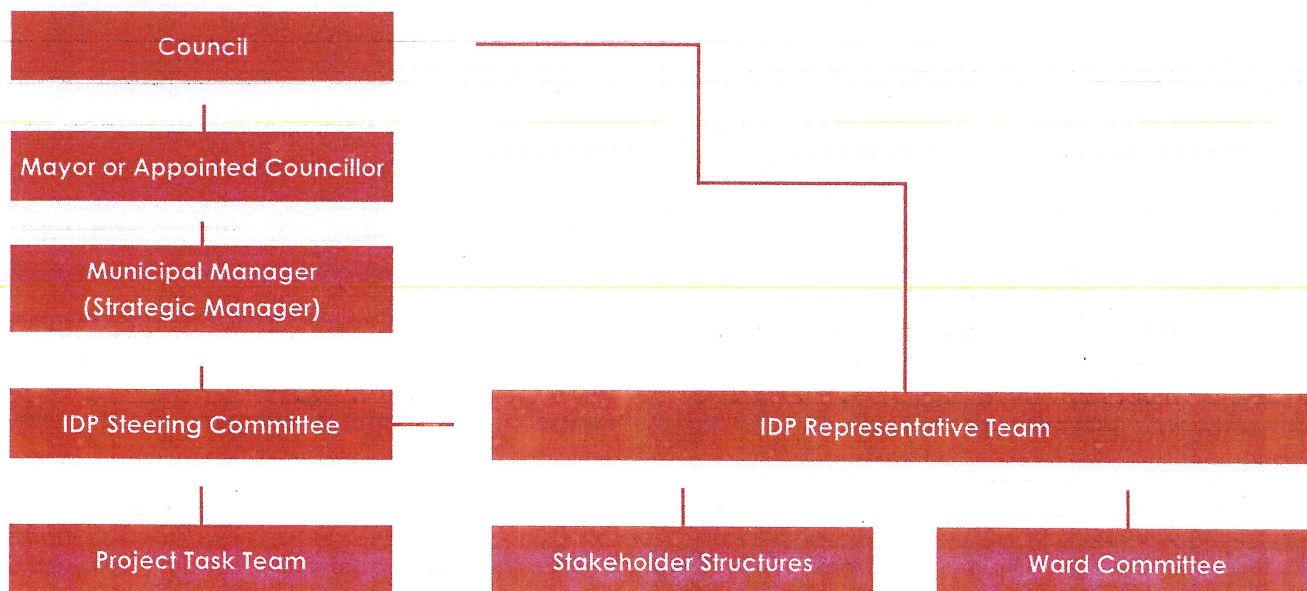 Council
Mayor or Appointed Councillor
Municipal Manager
(Strategic Manager)
IDP Steering Committee
IDP Representative Team
Project Task Team
Stakeholder Structures
Ward Committee